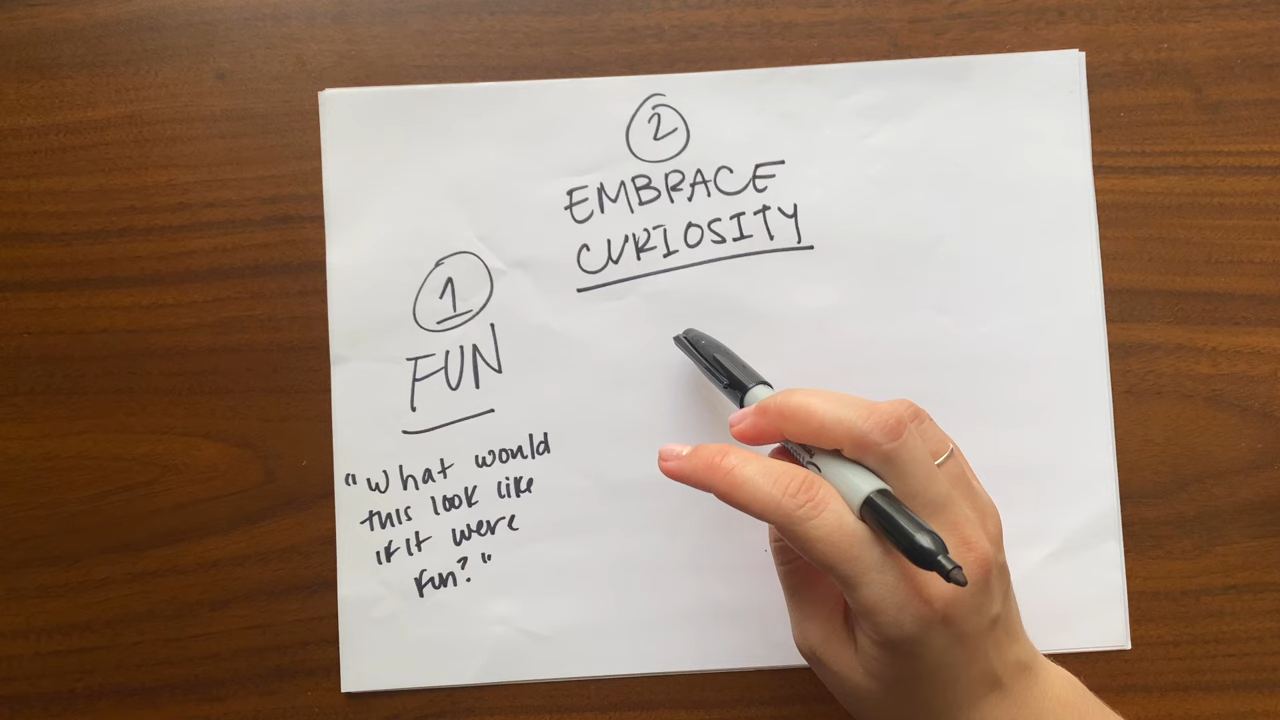 1
FUN
"What would
this look like
if it were
fun?"
2
EMBRACE
CURIOSITY